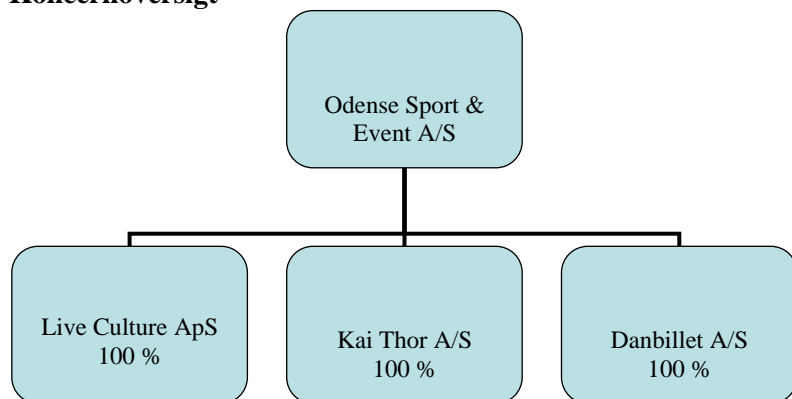 Koncernoversigt
Odense Sport &
Event A/S
Live Culture ApS
100 %
Kai Thor A/S
100 %
Danbillet A/S
100 %